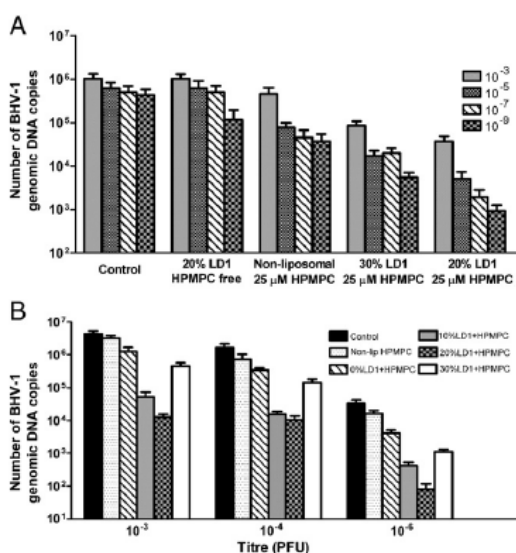 A
Number of BHV-1
genomic DNA copies
10⁷
10⁶
10⁵
10⁴
10³
10²
10⁻³
10⁻⁵
10⁻⁷
10⁻⁹
Control
20% LD1
HPMPC free
Non-liposomal
25 µM HPMPC
30% LD1
25 µM HPMPC
20% LD1
25 µM HPMPC
B
Number of BHV-1
genomic DNA copies
10⁷
10⁶
10⁵
10⁴
10³
10²
10¹
Control
Non-lip HPMPC
0%LD1+HPMPC
10%LD1+HPMPC
20%LD1+HPMPC
30%LD1+HPMPC
10⁻³
10⁻⁴
Titre (PFU)